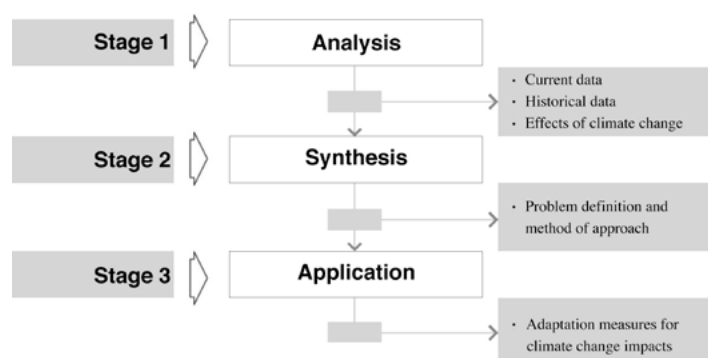 Stage 1
Analysis
· Current data
· Historical data
· Effects of climate change
Stage 2
Synthesis
· Problem definition and
method of approach
Stage 3
Application
· Adaptation measures for
climate change impacts